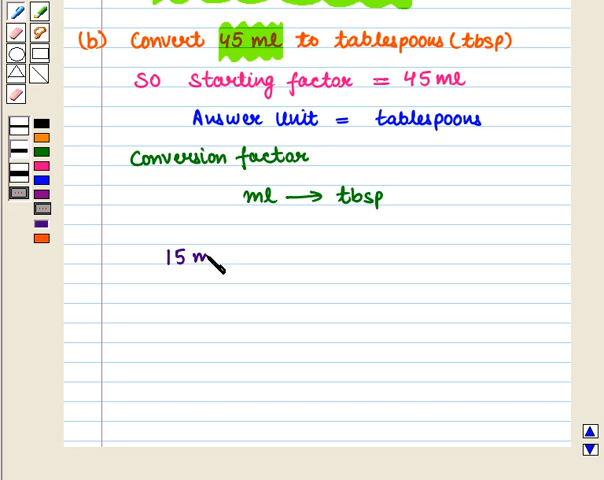 (b) Convert 45 ml to tablespoons (tbsp)
SO Starting factor = 45 ml
Answer Unit = tablespoons
Conversion factor
ml → tbsp
15 m